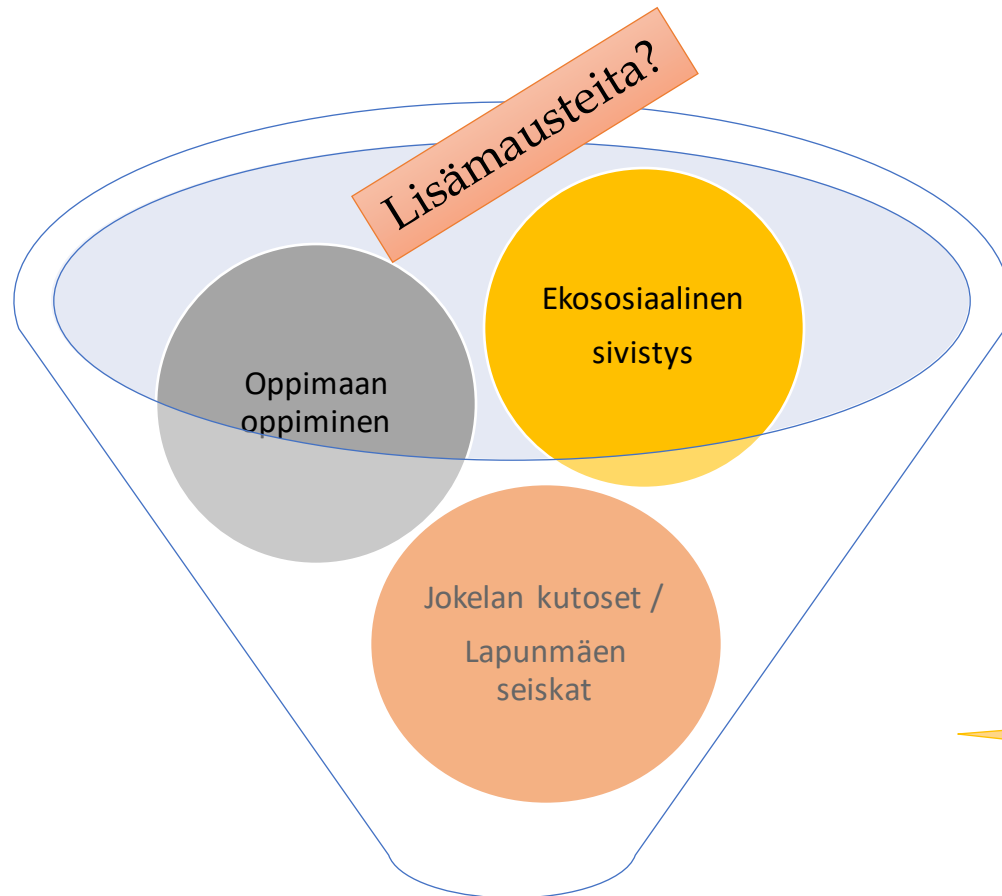 Lisämausteita?
Ekososiaalinen
sivistys
Oppimaan
oppiminen
Jokelan kutoset /
Lapunmäen
seiskat